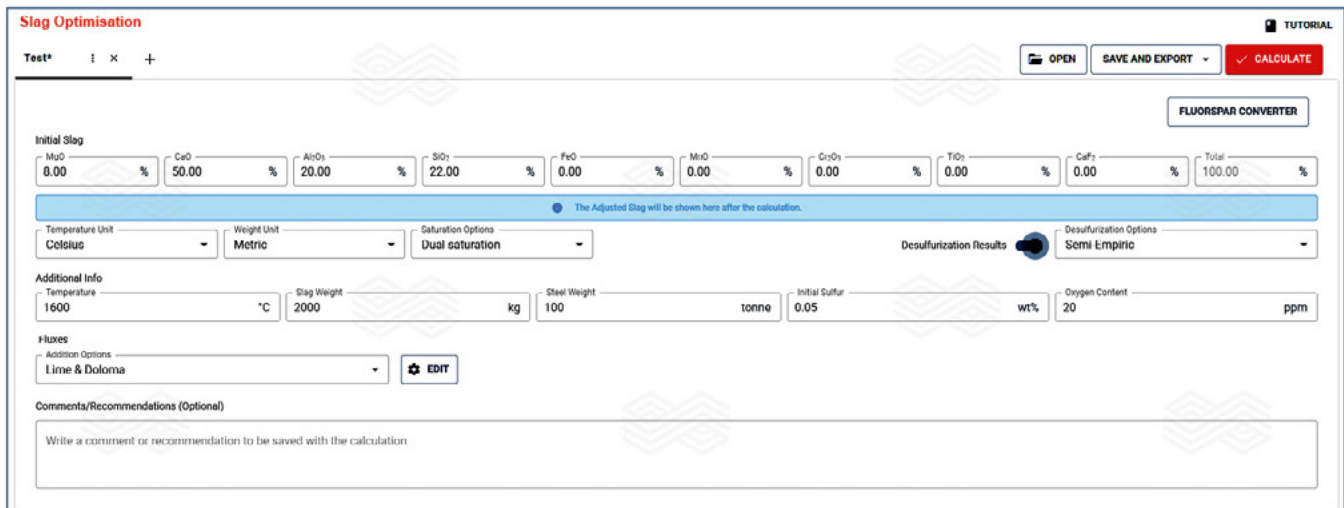 Slag Optimisation
TUTORIAL
Test*
OPEN SAVE AND EXPORT CALCULATE
FLUORSPAR CONVERTER
Initial Slag
MgO CaO Al₂O₃ SiO₂ FeO MnO Cr₂O₃ TiO₂ CaF₂ Total
8.00 % 50.00 % 20.00 % 22.00 % 0.00 % 0.00 % 0.00 % 0.00 % 0.00 % 100.00 %
The Adjusted Slag will be shown here after the calculation.
Temperature Unit Weight Unit Saturation Options Desulfurization Options
Celsius Metric Dual saturation Desulfurization Results Semi Empiric
Additional Info
Temperature Slag Weight Steel Weight Initial Sulfur Oxygen Content
1600 °C 2000 kg 100 tonne 0.05 wt% 20 ppm
Fluxes
Addition Options
Lime & Doloma EDIT
Comments/Recommendations (Optional)
Write a comment or recommendation to be saved with the calculation